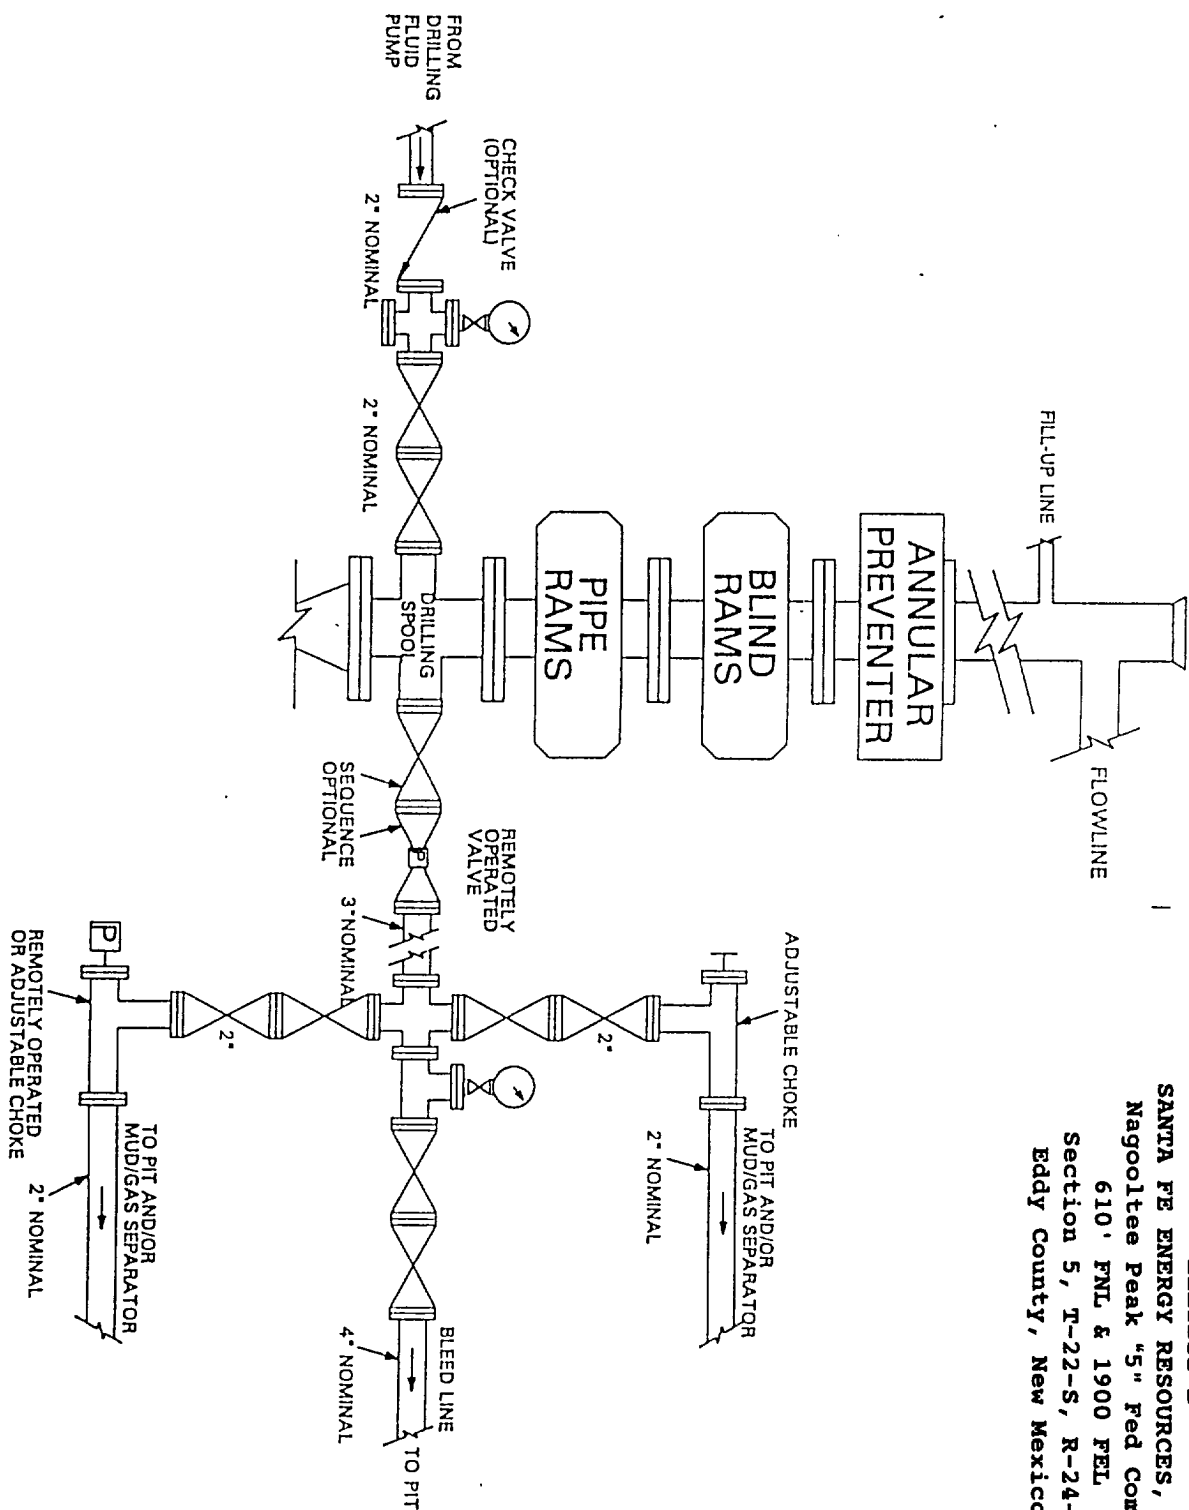 SANTA FE ENERGY RESOURCES,
Nagooltee Peak "5" Fed Com
610' FNL & 1900 FEL
Section 5, T-22-S, R-24-
Eddy County, New Mexico
FILL-UP LINE
FLOWLINE
ANNULAR
PREVENTER
BLIND
RAMS
PIPE
RAMS
DRILLING
SPOOL
FROM
DRILLING
FLUID
PUMP
CHECK VALVE
(OPTIONAL)
2" NOMINAL
2" NOMINAL
SEQUENCE
OPTIONAL
REMOTELY
OPERATED
VALVE
P
3" NOMINAL
ADJUSTABLE CHOKE
2"
TO PIT AND/OR
MUD/GAS SEPARATOR
2" NOMINAL
BLEED LINE
TO PIT
4" NOMINAL
2"
P
REMOTELY OPERATED
OR ADJUSTABLE CHOKE
TO PIT AND/OR
MUD/GAS SEPARATOR
2" NOMINAL